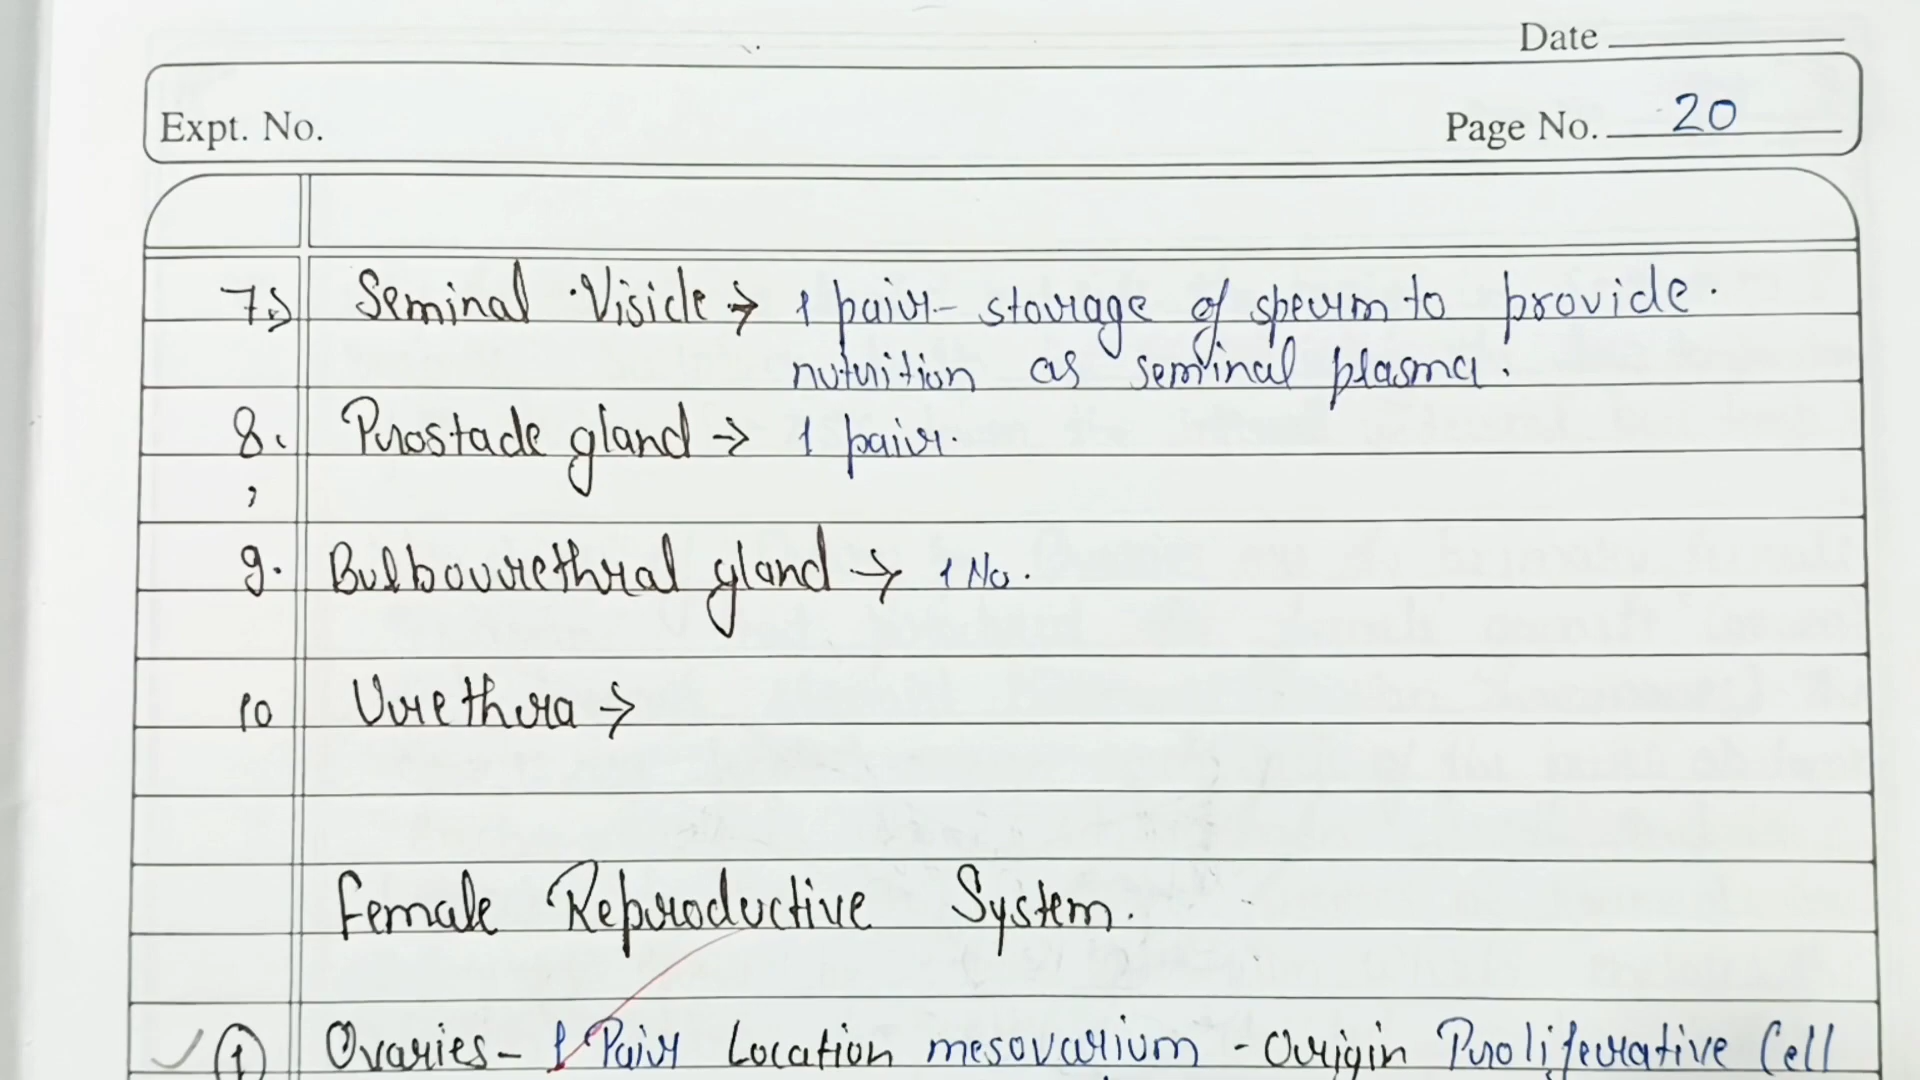 Date
Expt. No.
Page No. 20
7.> Seminal Visicle → 1 pair - storage of sperm to provide.
nutrition as seminal plasma.
8. Prostade gland → 1 pair.
9. Bulbourethral gland → 1 No.
10 Urethera →
Female Reproductive System.
① Ovaries - 1 Pair Location mesovarium - Origin Proliferative Cell